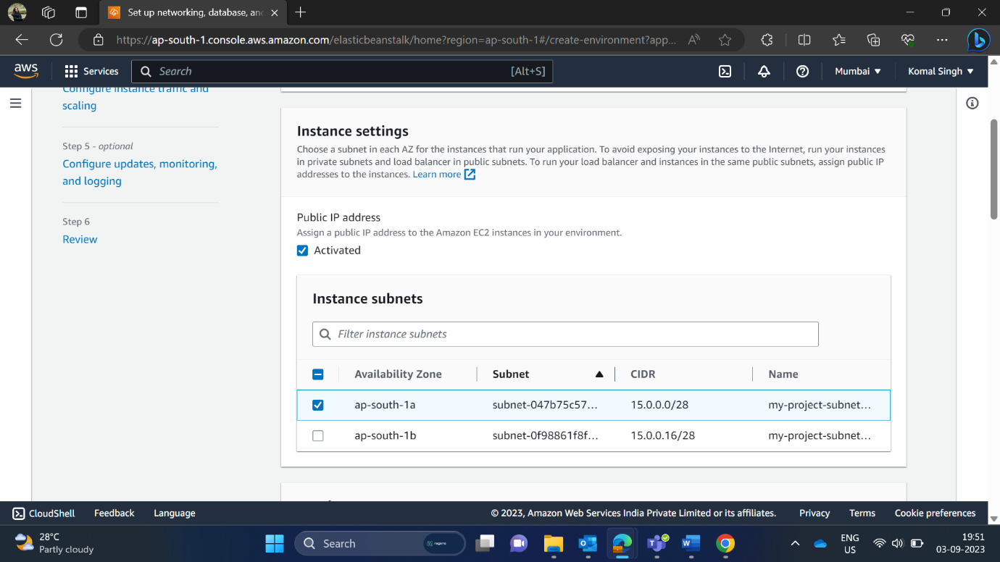 Set up networking, database, an
https://ap-south-1.console.aws.amazon.com/elasticbeanstalk/home?region=ap-south-1#/create-environment?app...
aws
Services
Search
[Alt+S]
Mumbai
Komal Singh
Configure instance traffic and
scaling
Step 5 - optional
Configure updates, monitoring,
and logging
Step 6
Review
Instance settings
Choose a subnet in each AZ for the instances that run your application. To avoid exposing your instances to the Internet, run your instances
in private subnets and load balancer in public subnets. To run your load balancer and instances in the same public subnets, assign public IP
addresses to the instances. Learn more
Public IP address
Assign a public IP address to the Amazon EC2 instances in your environment.
Activated
Instance subnets
Filter instance subnets
Availability Zone Subnet CIDR Name
ap-south-1a subnet-047b75c57... 15.0.0.0/28 my-project-subnet...
ap-south-1b subnet-0f98861f8f... 15.0.0.16/28 my-project-subnet...
CloudShell Feedback Language © 2023, Amazon Web Services India Private Limited or its affiliates. Privacy Terms Cookie preferences
28°C
Partly cloudy
Search
ENG
US
19:51
03-09-2023